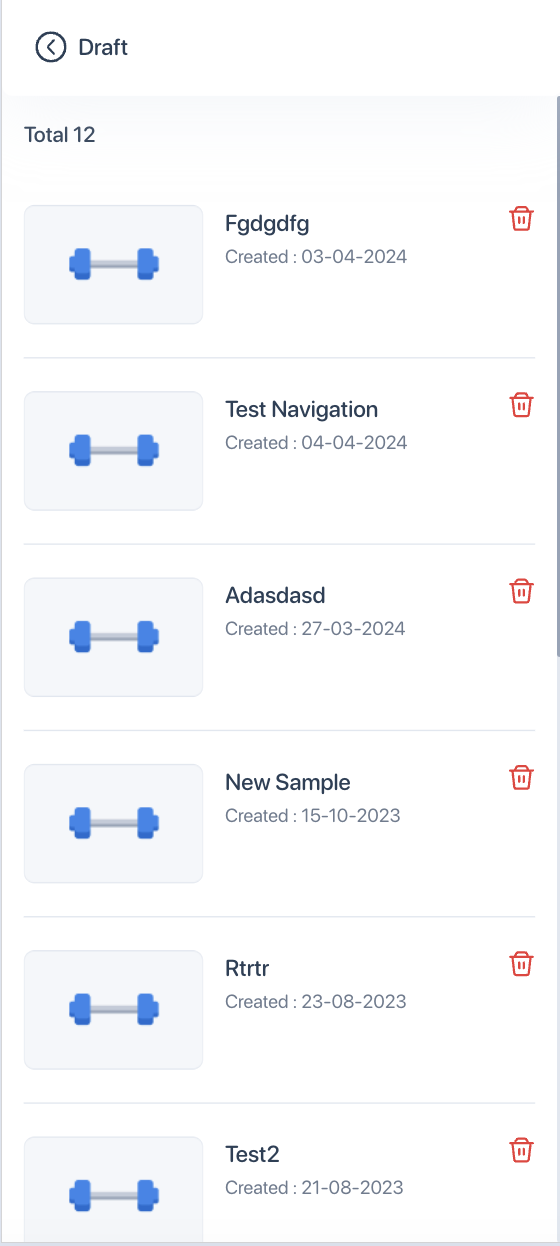 Draft
Total 12
Fgdgdfg
Created : 03-04-2024
Test Navigation
Created : 04-04-2024
Adasdasd
Created : 27-03-2024
New Sample
Created : 15-10-2023
Rtrtr
Created : 23-08-2023
Test2
Created : 21-08-2023